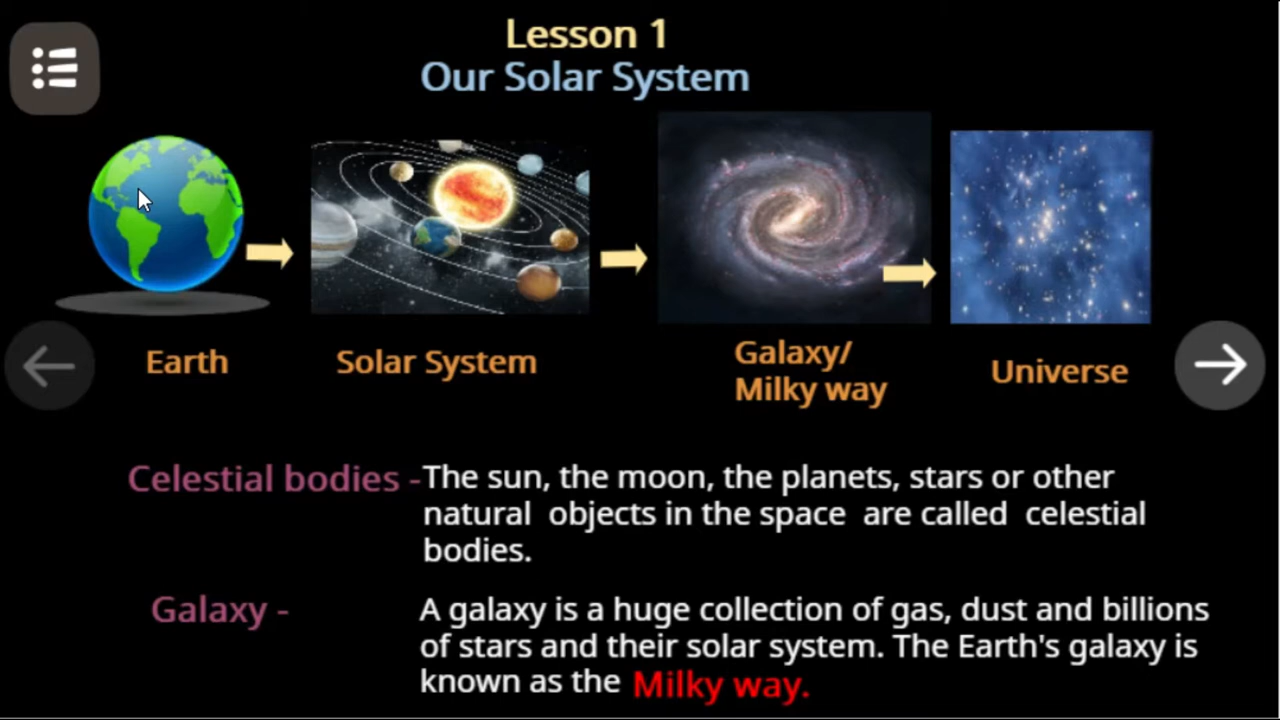 Lesson 1
Our Solar System
Earth
Solar System
Galaxy/
Milky way
Universe
Celestial bodies -The sun, the moon, the planets, stars or other
natural objects in the space are called celestial
bodies.
Galaxy - A galaxy is a huge collection of gas, dust and billions
of stars and their solar system. The Earth's galaxy is
known as the Milky way.